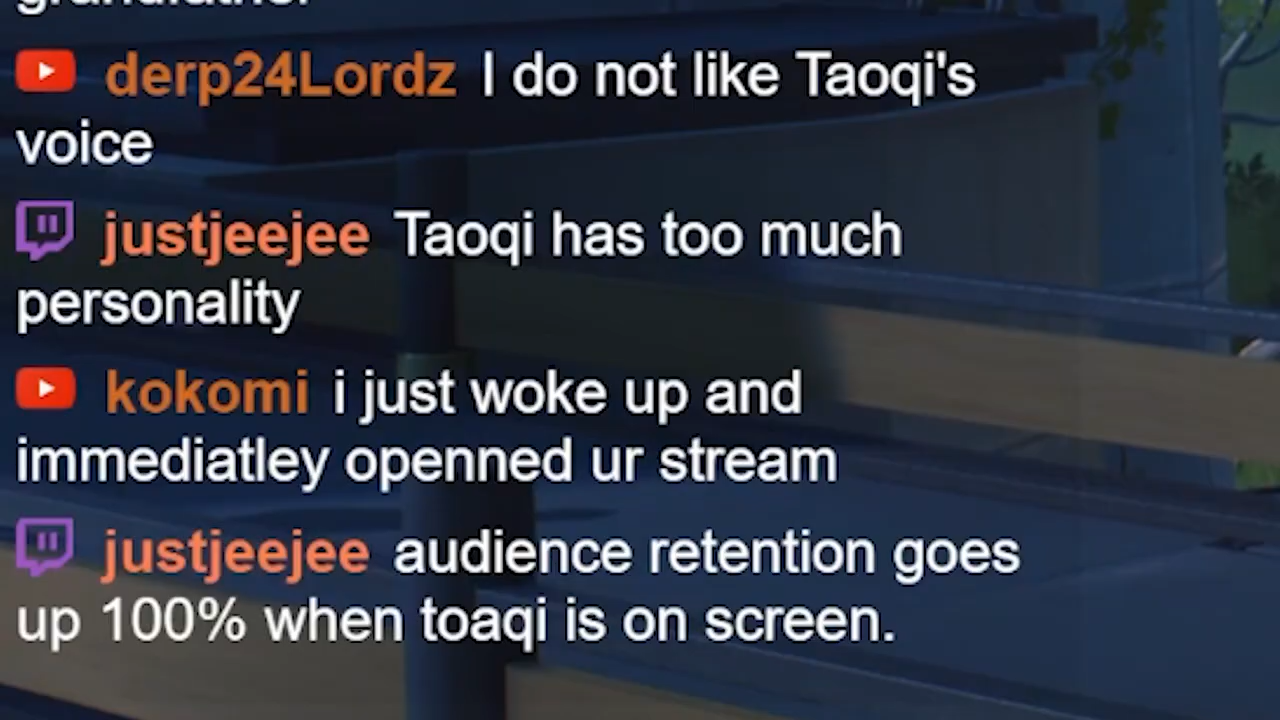 derp24Lordz I do not like Taoqi's
voice
justjeejee Taoqi has too much
personality
kokomi i just woke up and
immediatley openned ur stream
justjeejee audience retention goes
up 100% when toaqi is on screen.